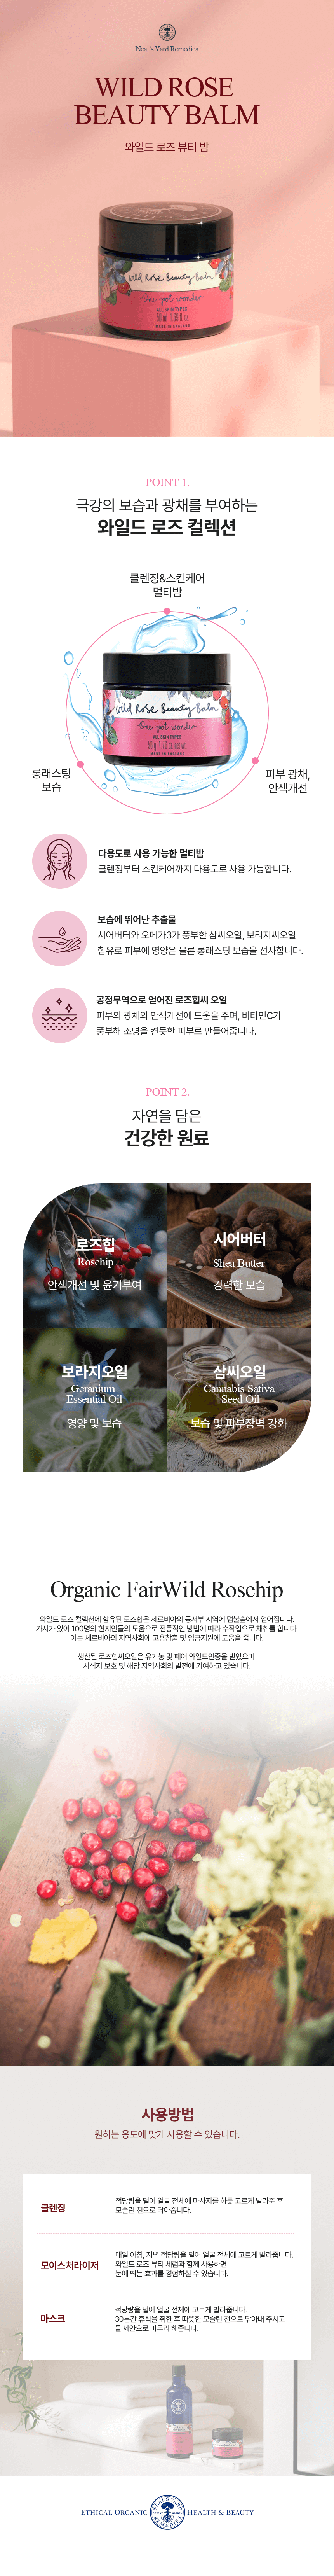 Neal's Yard Remedies
WILD ROSE
BEAUTY BALM
와일드 로즈 뷰티 밤
Wild Rose Beauty Balm
One pot wonder
ALL SKIN TYPES
MADE IN ENGLAND
POINT 1.
극강의 보습과 광채를 부여하는
와일드 로즈 컬렉션
클렌징&스킨케어
멀티밤
Wild Rose Beauty Balm
One pot wonder
ALL SKIN TYPES
MADE IN ENGLAND
롱래스팅
보습
피부 광채,
안색개선
다용도로 사용 가능한 멀티밤
클렌징부터 스킨케어까지 다용도로 사용 가능합니다.
보습에 뛰어난 추출물
시어버터와 오메가3가 풍부한 삼씨오일, 보리지씨오일
함유로 피부에 영양은 물론 롱래스팅 보습을 선사합니다.
공정무역으로 얻어진 로즈힙씨 오일
피부의 광채와 안색개선에 도움을 주며, 비타민C가
풍부해 조명을 켠듯한 피부로 만들어줍니다.
POINT 2.
자연을 담은
건강한 원료
로즈힙
Rosehip
안색개선 및 윤기부여
시어버터
Shea Butter
강력한 보습
보라지오일
Geranium
Essential Oil
영양 및 보습
삼씨오일
Cannabis Sativa
Seed Oil
보습 및 피부장벽 강화
Organic FairWild Rosehip
와일드 로즈 컬렉션에 함유된 로즈힙은 세르비아의 동서부 지역에 덤불숲에서 얻어집니다.
가시가 있어 100명의 현지인들의 도움으로 전통적인 방법에 따라 수작업으로 채취를 합니다.
이는 세르비아의 지역사회에 고용창출 및 임금지원에 도움을 줍니다.
생산된 로즈힙씨오일은 유기농 및 페어 와일드인증을 받았으며
서식지 보호 및 해당 지역사회의 발전에 기여하고 있습니다.
사용방법
원하는 용도에 맞게 사용할 수 있습니다.
클렌징
적당량을 덜어 얼굴 전체에 마사지를 하듯 고르게 발라준 후
모슬린 천으로 닦아줍니다.
모이스처라이저
매일 아침, 저녁 적당량을 덜어 얼굴 전체에 고르게 발라줍니다.
와일드 로즈 뷰티 세럼과 함께 사용하면
눈에 띄는 효과를 경험하실 수 있습니다.
마스크
적당량을 덜어 얼굴 전체에 고르게 발라줍니다.
30분간 휴식을 취한 후 따뜻한 모슬린 천으로 닦아내 주시고
물 세안으로 마무리 해줍니다.
ETHICAL ORGANIC
NEAL'S YARD
REMEDIES
HEALTH & BEAUTY